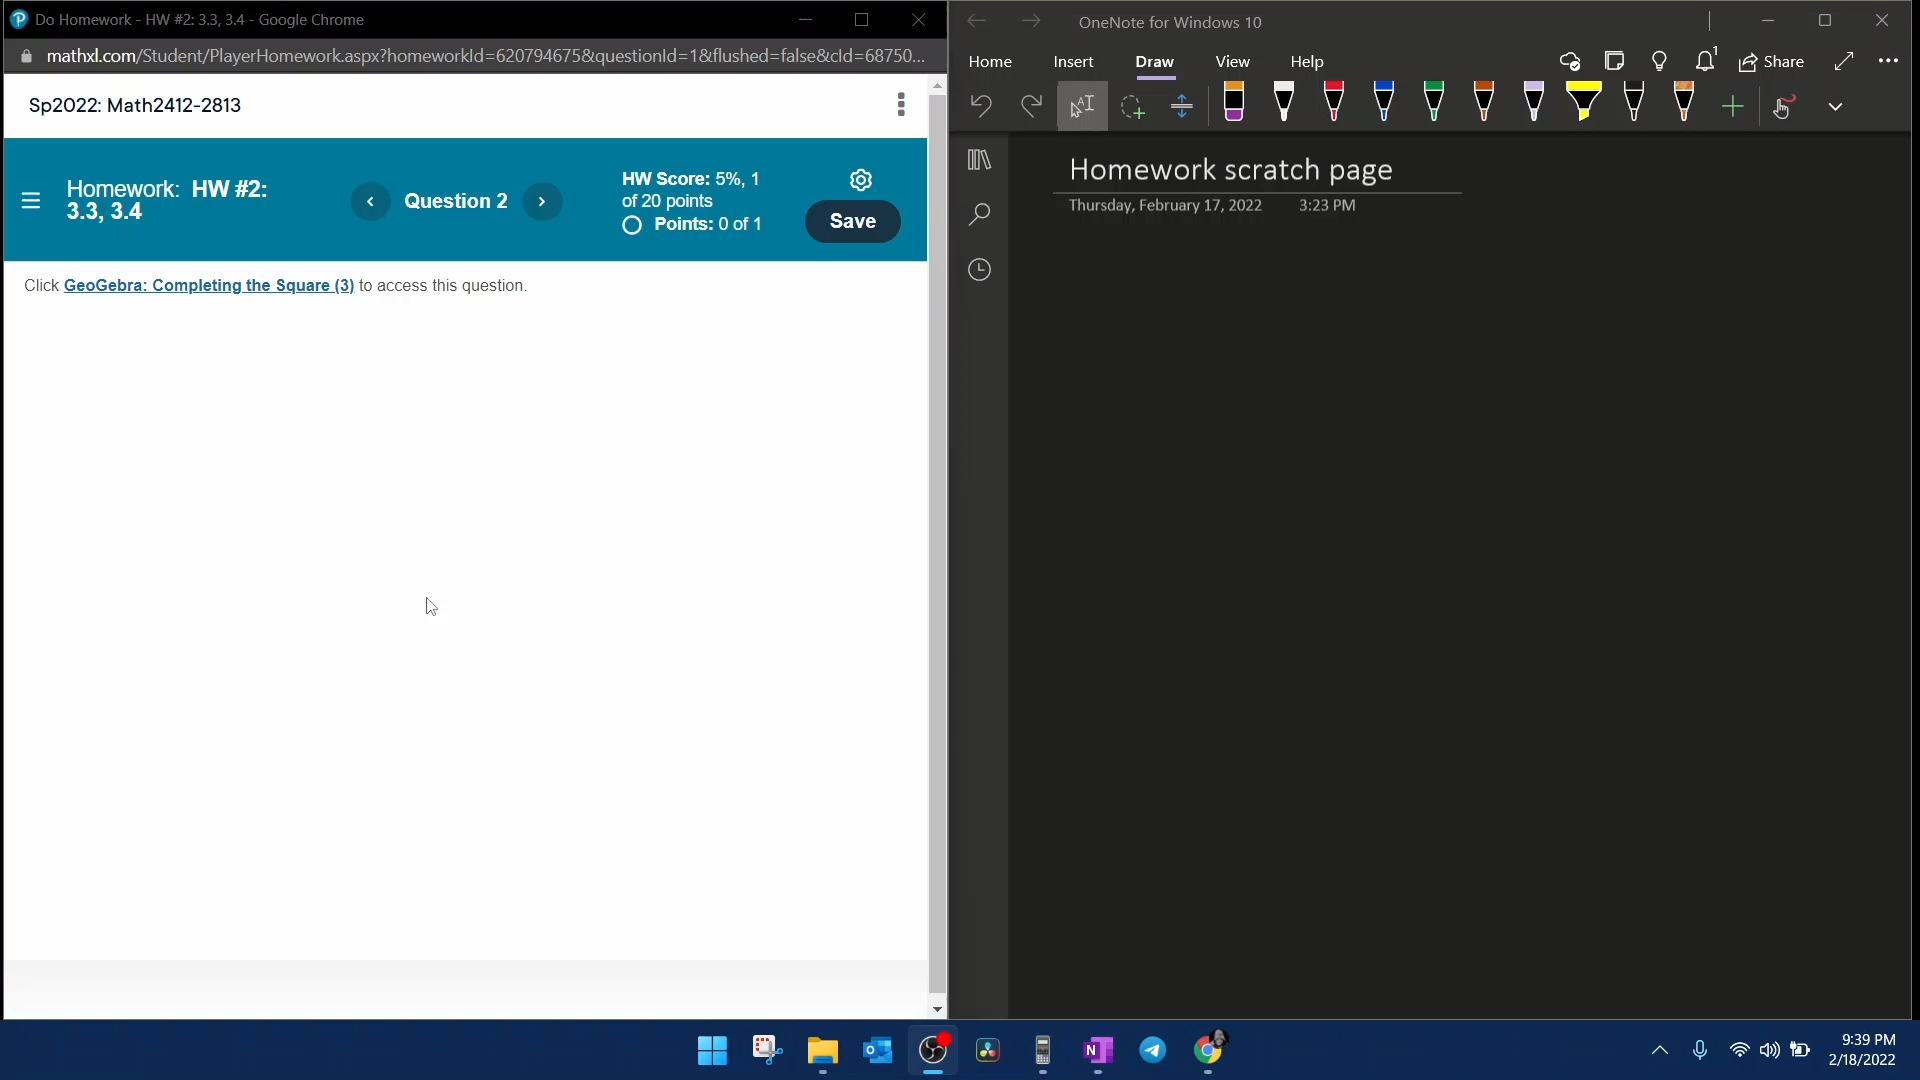 Do Homework - HW #2: 3.3, 3.4 - Google Chrome
mathxl.com/Student/PlayerHomework.aspx?homeworkId=620794675&questionId=1&flushed=false&cId=68750...
Sp2022: Math2412-2813
Homework: HW #2:
3.3, 3.4
Question 2
HW Score: 5%, 1
of 20 points
Points: 0 of 1
Save
Click GeoGebra: Completing the Square (3) to access this question.
OneNote for Windows 10
Home Insert Draw View Help
1
Share
Homework scratch page
Thursday, February 17, 2022 3:23 PM
9:39 PM
2/18/2022